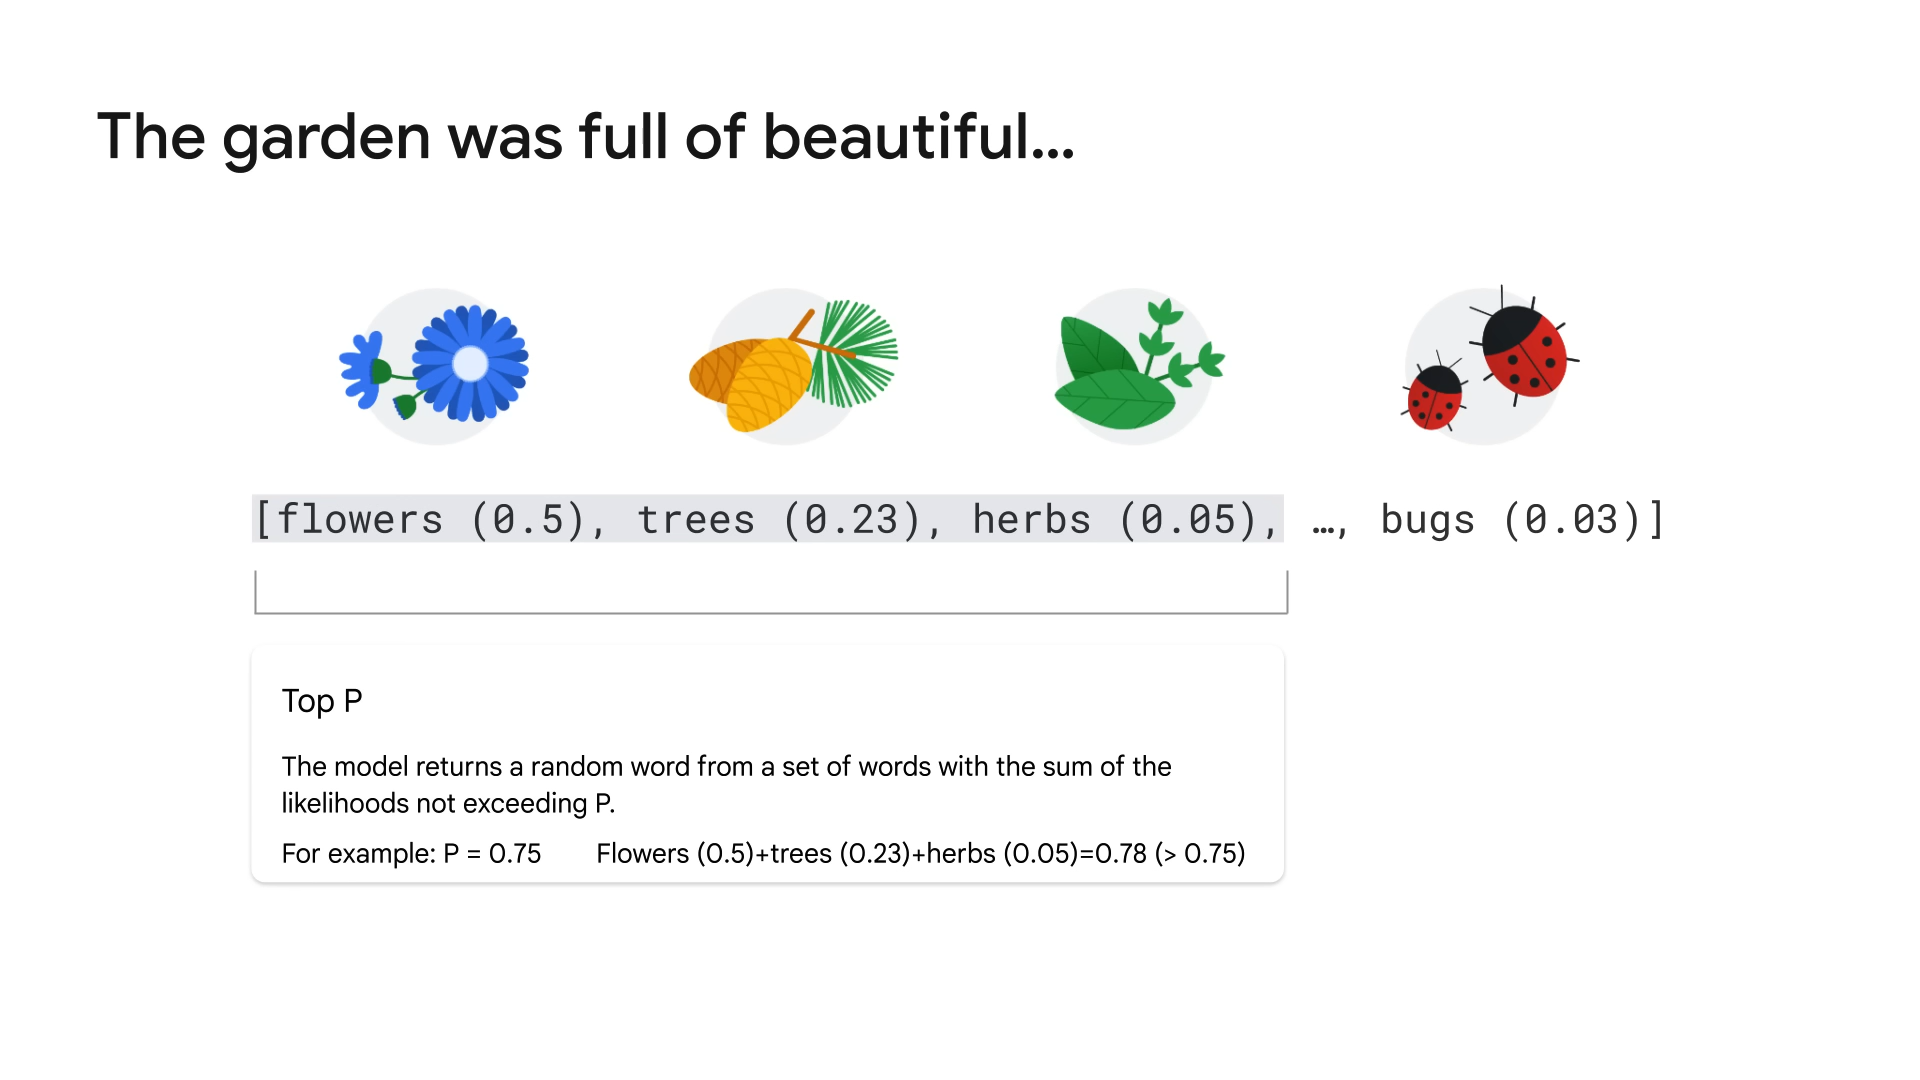 The garden was full of beautiful...
[flowers (0.5), trees (0.23), herbs (0.05), …, bugs (0.03)]
Top P
The model returns a random word from a set of words with the sum of the
likelihoods not exceeding P.
For example: P = 0.75 Flowers (0.5)+trees (0.23)+herbs (0.05)=0.78 (> 0.75)